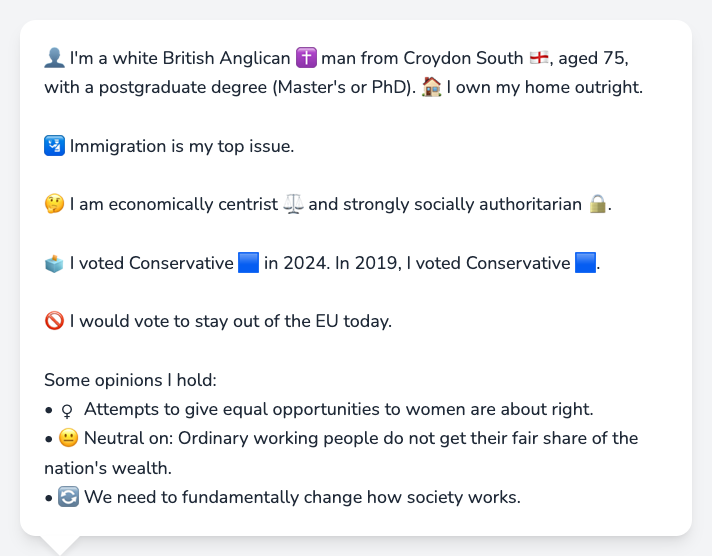 👤 I'm a white British Anglican ✝️ man from Croydon South 🏴󠁧󠁢󠁥󠁮󠁧󠁿, aged 75,
with a postgraduate degree (Master's or PhD). 🏠 I own my home outright.
🛂 Immigration is my top issue.
🤔 I am economically centrist ⚖️ and strongly socially authoritarian 🔒.
🗳️ I voted Conservative 🟦 in 2024. In 2019, I voted Conservative 🟦.
🚫 I would vote to stay out of the EU today.
Some opinions I hold:
• ♀ Attempts to give equal opportunities to women are about right.
• 😐 Neutral on: Ordinary working people do not get their fair share of the
nation's wealth.
• 🔄 We need to fundamentally change how society works.